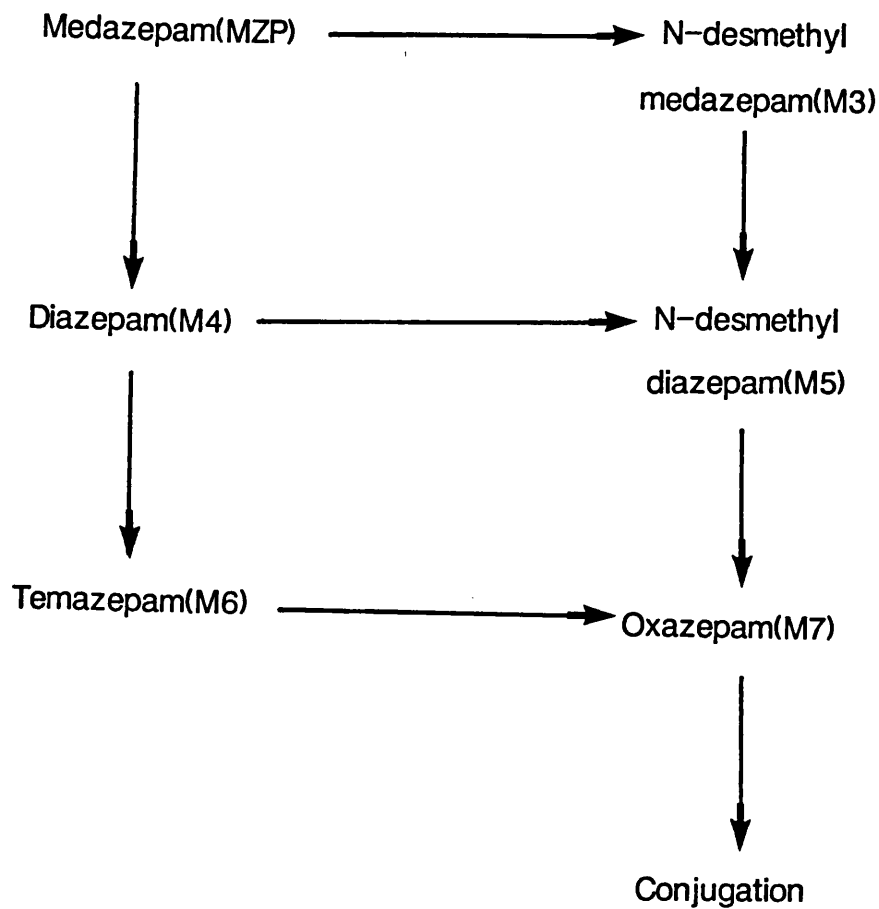 Medazepam(MZP)
N-desmethyl
medazepam(M3)
Diazepam(M4)
N-desmethyl
diazepam(M5)
Temazepam(M6)
Oxazepam(M7)
Conjugation